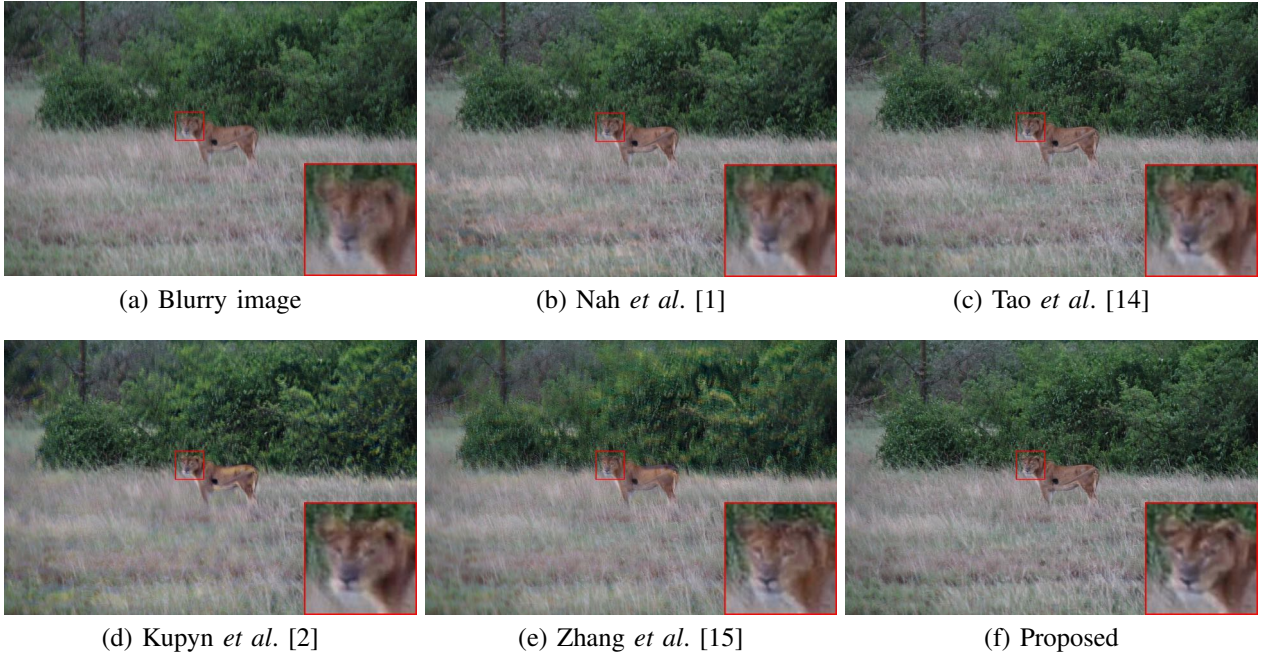 (a) Blurry image
(b) Nah et al. [1]
(c) Tao et al. [14]
(d) Kupyn et al. [2]
(e) Zhang et al. [15]
(f) Proposed